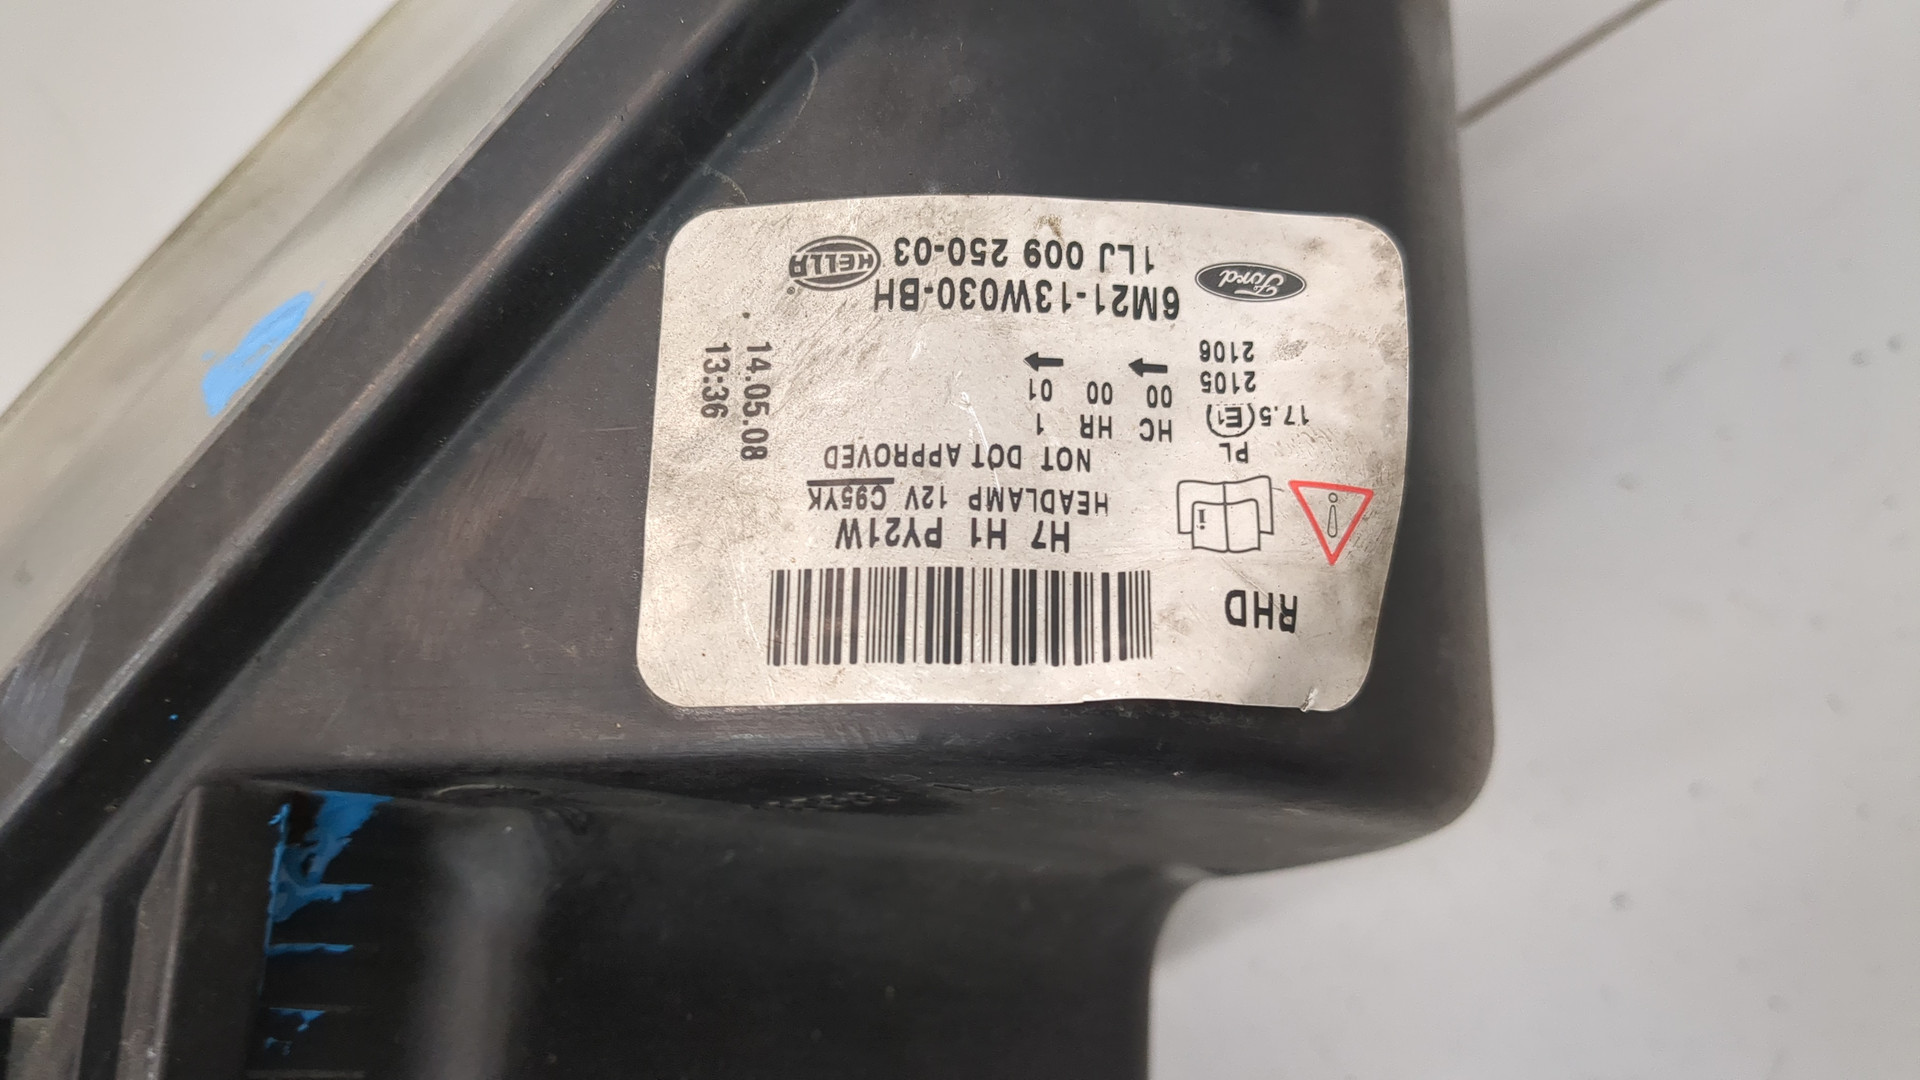 RHD
H7 H1 PY21W
HEADLAMP 12V C95YK
NOT DOT APPROVED
PL
17.5 E1
2105
2106
HC HR 1
00 00 01
14.05.08
13:36
Ford
6M21-13W030-BH
1LJ 009 250-03
HELLA